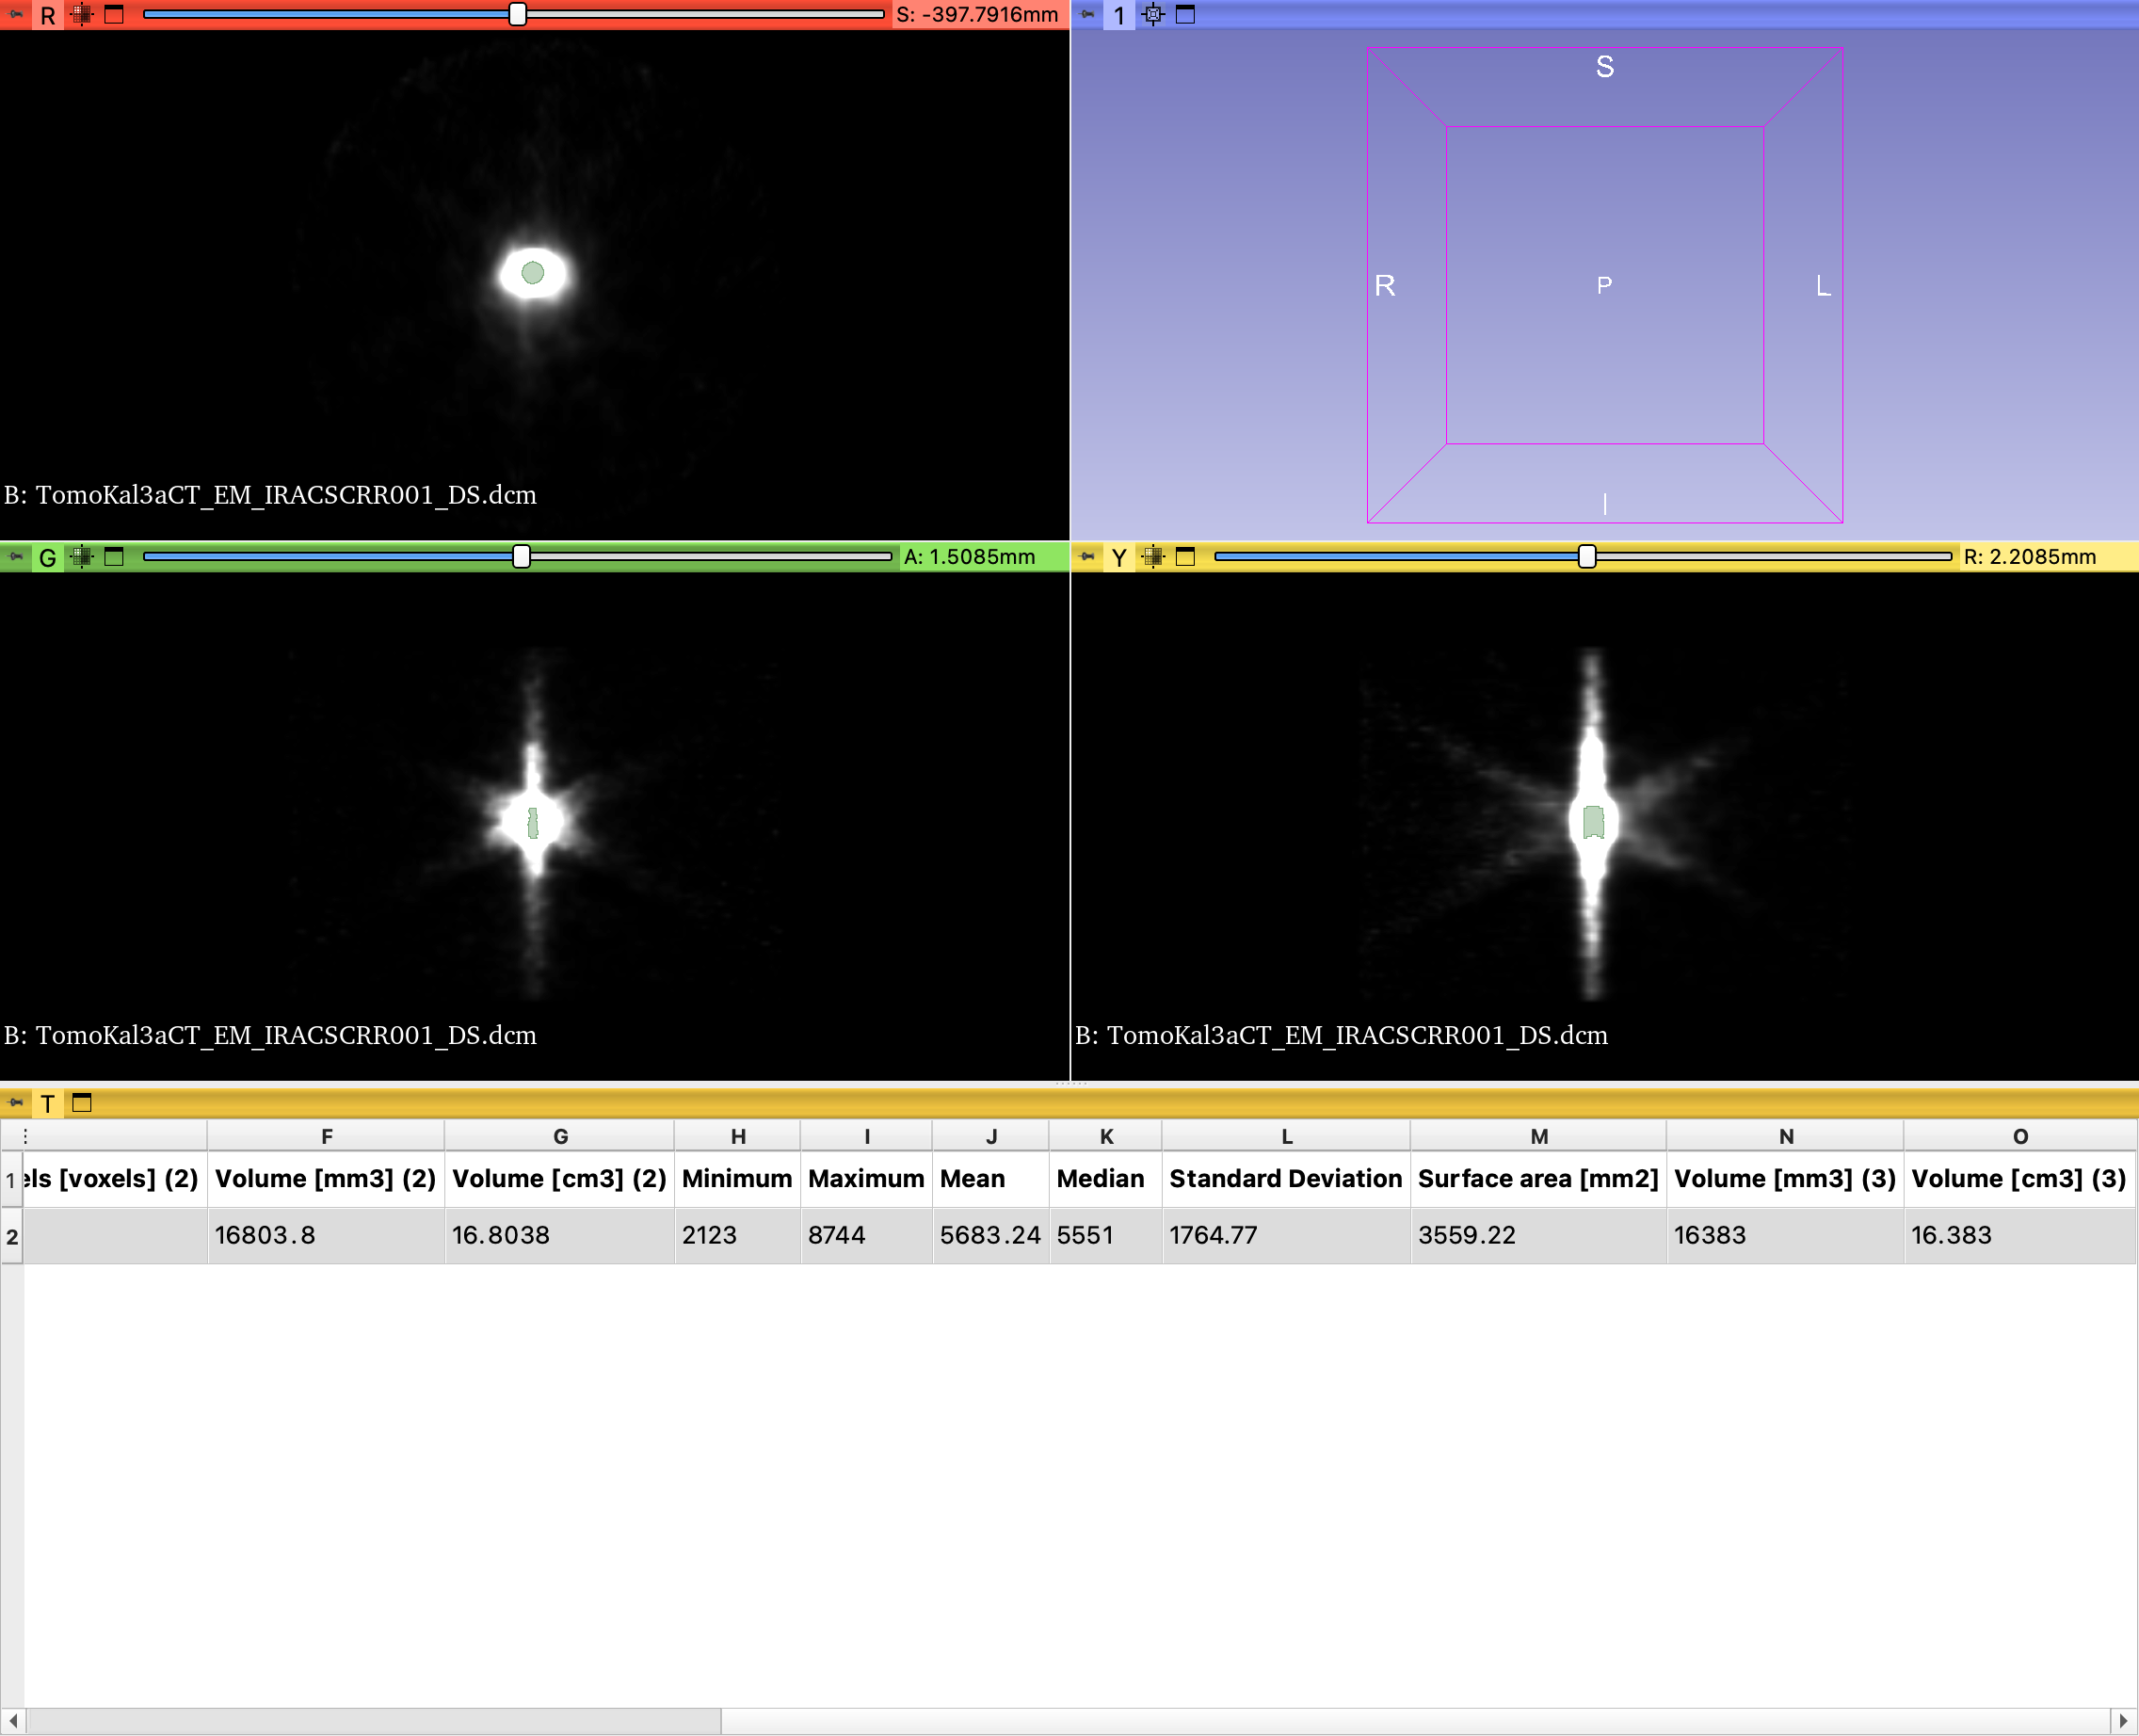 R S: -397.7916mm
1
S
R P L
I
B: TomoKal3aCT_EM_IRACSCRR001_DS.dcm
G A: 1.5085mm
Y R: 2.2085mm
B: TomoKal3aCT_EM_IRACSCRR001_DS.dcm
B: TomoKal3aCT_EM_IRACSCRR001_DS.dcm
T
F G H I J K L M N O
1 els [voxels] (2) Volume [mm3] (2) Volume [cm3] (2) Minimum Maximum Mean Median Standard Deviation Surface area [mm2] Volume [mm3] (3) Volume [cm3] (3)
2 16803.8 16.8038 2123 8744 5683.24 5551 1764.77 3559.22 16383 16.383